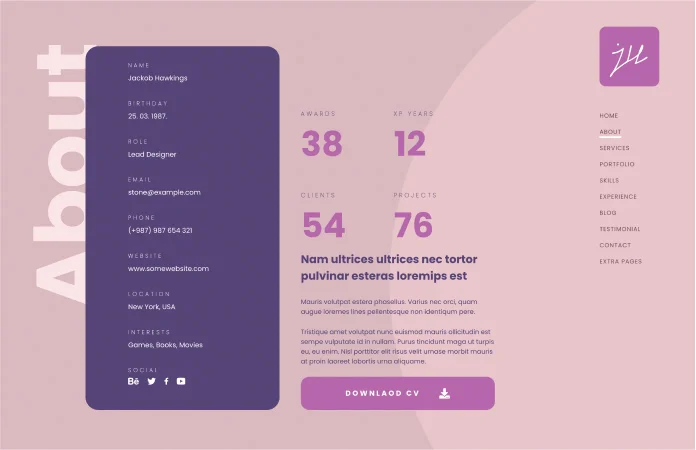 About
NAME
Jackob Hawkings
BIRTHDAY
25. 03. 1987.
ROLE
Lead Designer
EMAIL
stone@example.com
PHONE
(+987) 987 654 321
WEBSITE
www.somewebsite.com
LOCATION
New York, USA
INTERESTS
Games, Books, Movies
SOCIAL
Bē
AWARDS
38
XP YEARS
12
CLIENTS
54
PROJECTS
76
Nam ultrices ultrices nec tortor
pulvinar esteras loremips est
Mauris volutpat estera phasellus. Varius nec orci, quam
augue loremes lines pellentesque non identiqum pere.
Tristique amet volutpat nunc euismod mauris ollicitudin est
sempe vulputate id in nullam. Purus tincidunt maga ut turpis
eu, eu enim. Nisl porttitor elit risus velit urnase morbit mauris
at proin laoreet lobortis urna aliquame.
DOWNLAOD CV
HOME
ABOUT
SERVICES
PORTFOLIO
SKILLS
EXPERIENCE
BLOG
TESTIMONIAL
CONTACT
EXTRA PAGES